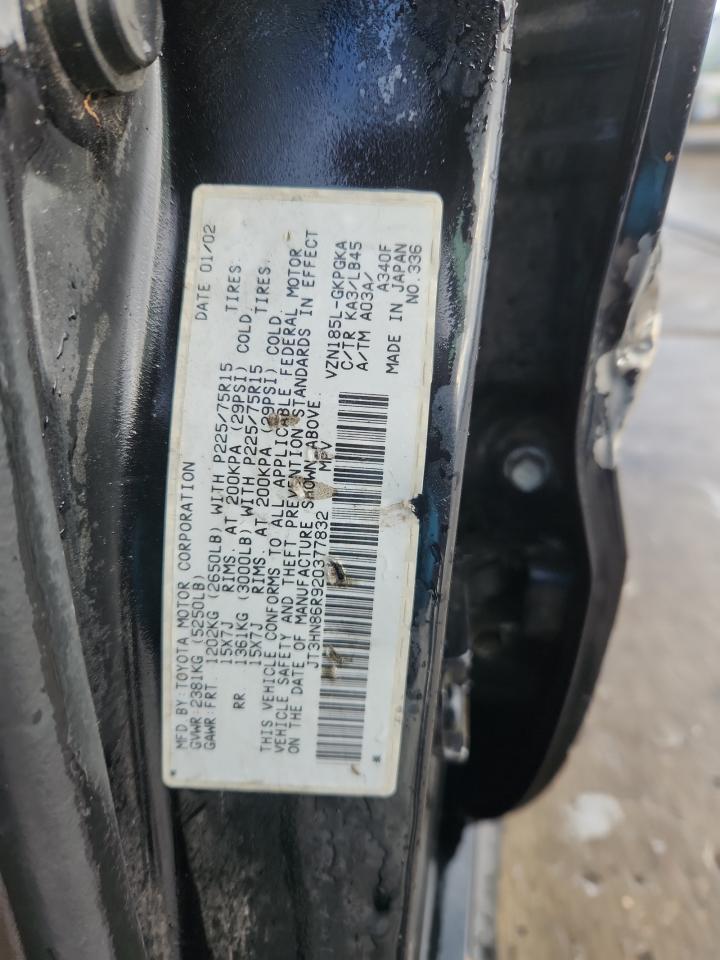 MFD.BY:TOYOTA MOTOR CORPORATION DATE 01/02
GVWR:2381KG (5250LB)
GAWR:FRT. 1202KG (2650LB) WITH P225/75R15 TIRES
15X7J RIMS. AT 200KPA (29PSI) COLD.
RR 1361KG (3000LB) WITH P225/75R15 TIRES
15X7J RIMS. AT 200KPA (29PSI) COLD.
THIS VEHICLE CONFORMS TO ALL APPLICABLE FEDERAL MOTOR
VEHICLE SAFETY AND THEFT PREVENTION STANDARDS IN EFFECT
ON THE DATE OF MANUFACTURE SHOWN ABOVE.
JT3HN86R920377832 MPV
VZN185L-GKPGKA
C/TR KA3/LB45
A/TM A03A/
A340F
MADE IN JAPAN
NO.336